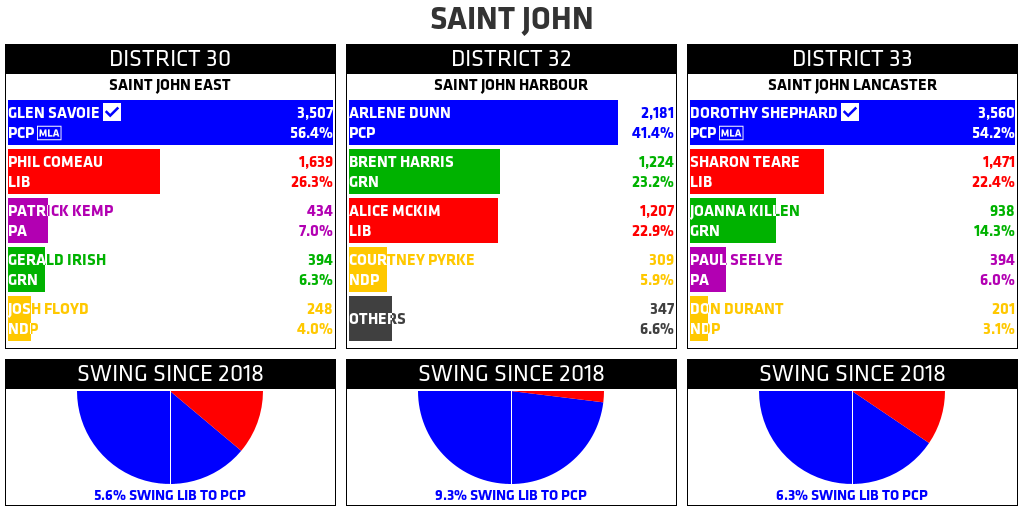 SAINT JOHN
DISTRICT 30
SAINT JOHN EAST
GLEN SAVOIE 3,507
PCP MLA 56.4%
PHIL COMEAU 1,639
LIB 26.3%
PATRICK KEMP 434
PA 7.0%
GERALD IRISH 394
GRN 6.3%
JOSH FLOYD 248
NDP 4.0%
SWING SINCE 2018
5.6% SWING LIB TO PCP
DISTRICT 32
SAINT JOHN HARBOUR
ARLENE DUNN 2,181
PCP 41.4%
BRENT HARRIS 1,224
GRN 23.2%
ALICE MCKIM 1,207
LIB 22.9%
COURTNEY PYRKE 309
NDP 5.9%
OTHERS 347
6.6%
SWING SINCE 2018
9.3% SWING LIB TO PCP
DISTRICT 33
SAINT JOHN LANCASTER
DOROTHY SHEPHARD 3,560
PCP MLA 54.2%
SHARON TEARE 1,471
LIB 22.4%
JOANNA KILLEN 938
GRN 14.3%
PAUL SEELYE 394
PA 6.0%
DON DURANT 201
NDP 3.1%
SWING SINCE 2018
6.3% SWING LIB TO PCP